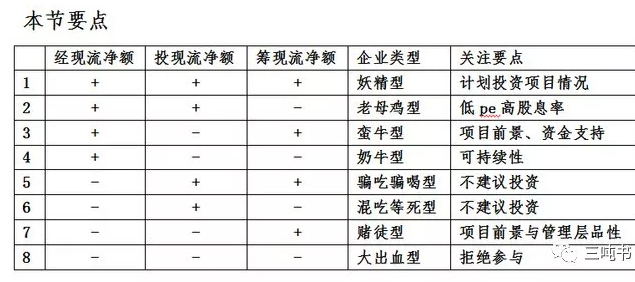 本节要点
经现流净额 投现流净额 筹现流净额 企业类型 关注要点
1 + + + 妖精型 计划投资项目情况
2 + + − 老母鸡型 低 pe 高股息率
3 + − + 蛮牛型 项目前景、资金支持
4 + − − 奶牛型 可持续性
5 − + + 骗吃骗喝型 不建议投资
6 − + − 混吃等死型 不建议投资
7 − − + 赌徒型 项目前景与管理层品性
8 − − − 大出血型 拒绝参与
三吨书